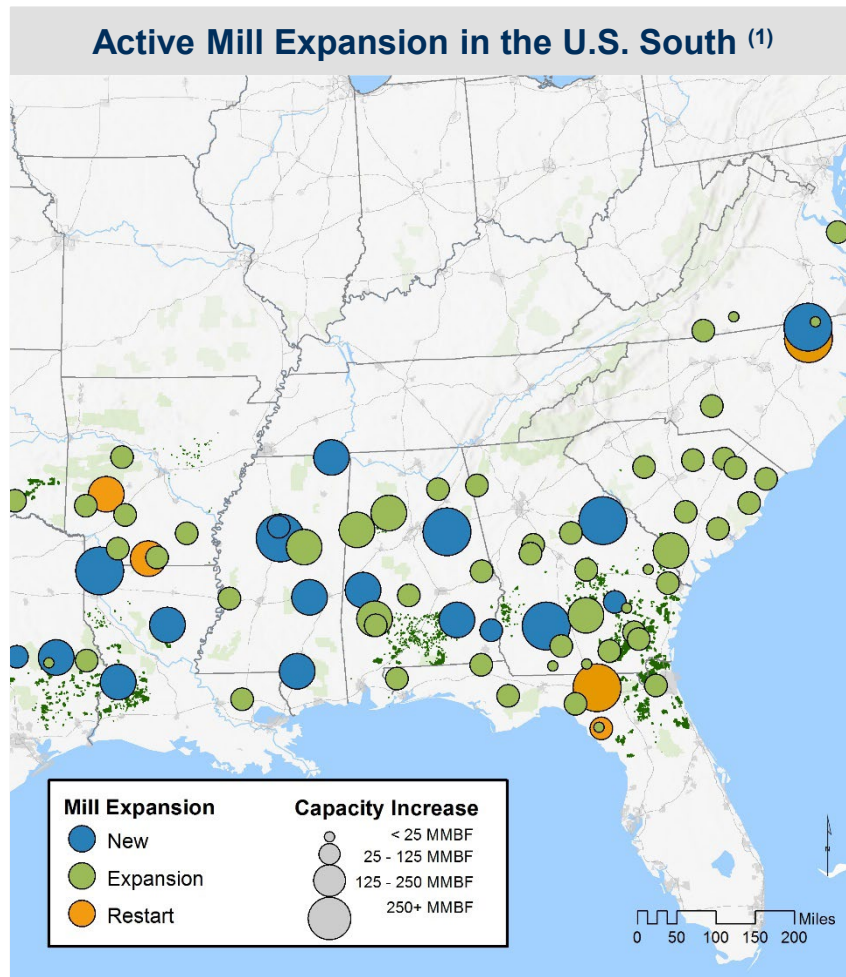 Active Mill Expansion in the U.S. South (1)
Mill Expansion
New
Expansion
Restart
Capacity Increase
< 25 MMBF
25 - 125 MMBF
125 - 250 MMBF
250+ MMBF
N
Miles
0 50 100 150 200